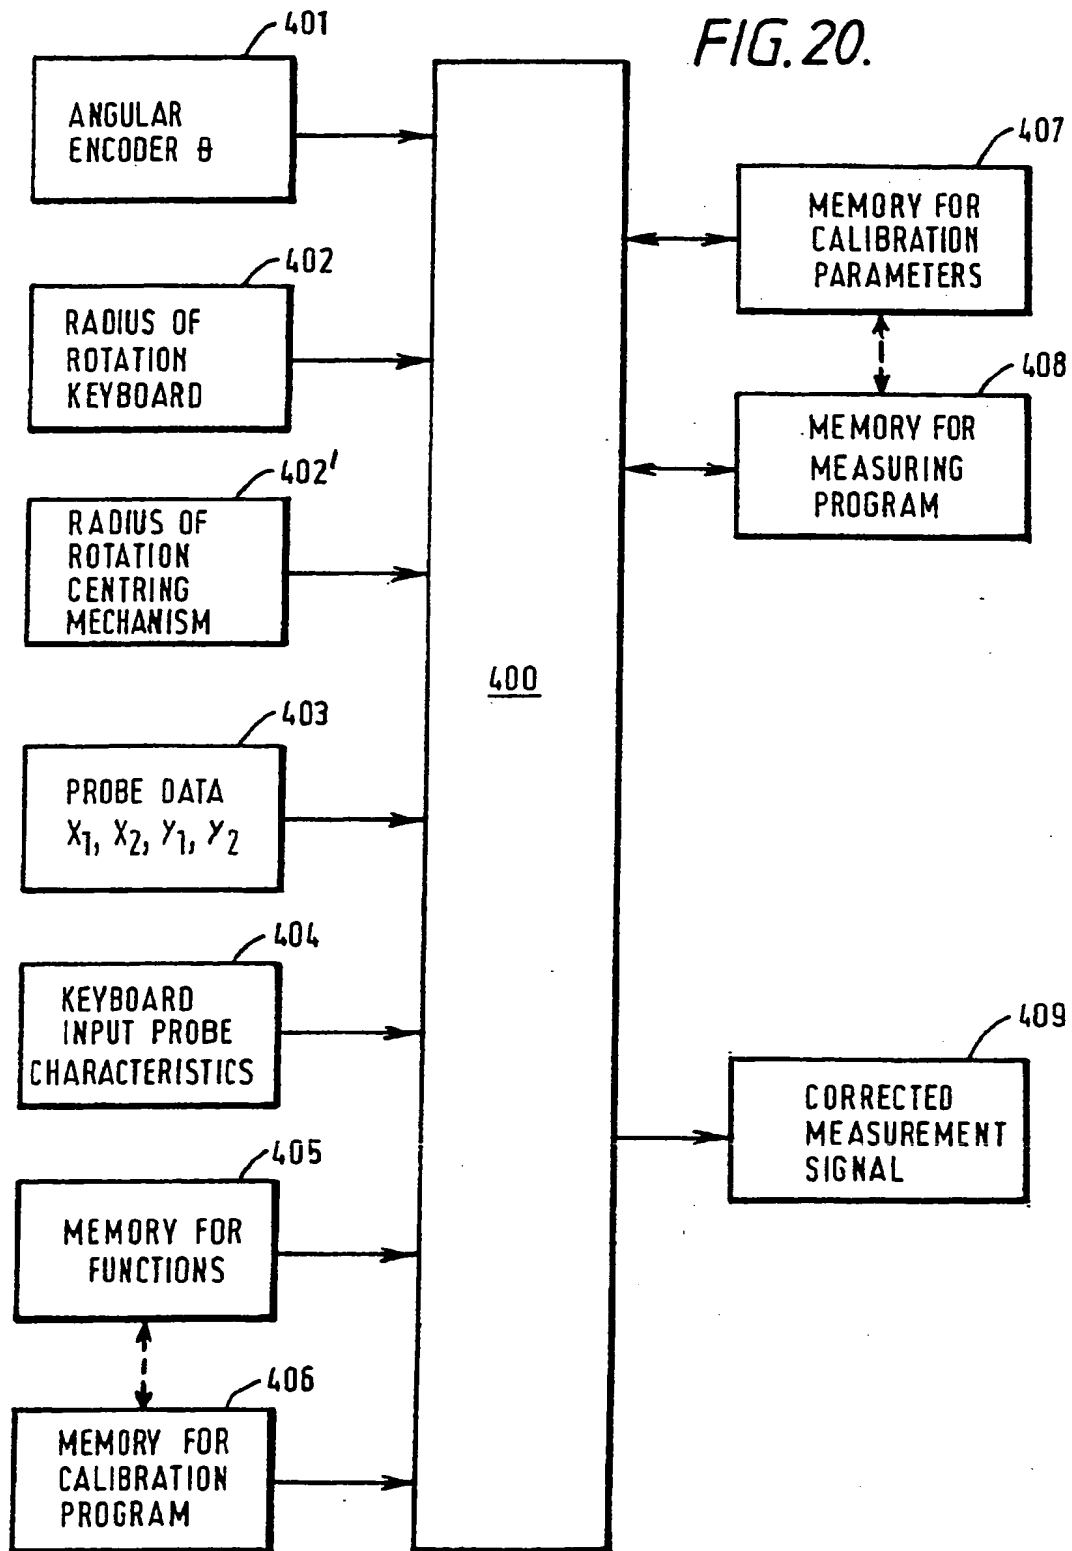 FIG. 20.
401
ANGULAR
ENCODER θ
402
RADIUS OF
ROTATION
KEYBOARD
402'
RADIUS OF
ROTATION
CENTRING
MECHANISM
403
PROBE DATA
X1, X2, Y1, Y2
404
KEYBOARD
INPUT PROBE
CHARACTERISTICS
405
MEMORY FOR
FUNCTIONS
406
MEMORY FOR
CALIBRATION
PROGRAM
400
407
MEMORY FOR
CALIBRATION
PARAMETERS
408
MEMORY FOR
MEASURING
PROGRAM
409
CORRECTED
MEASUREMENT
SIGNAL